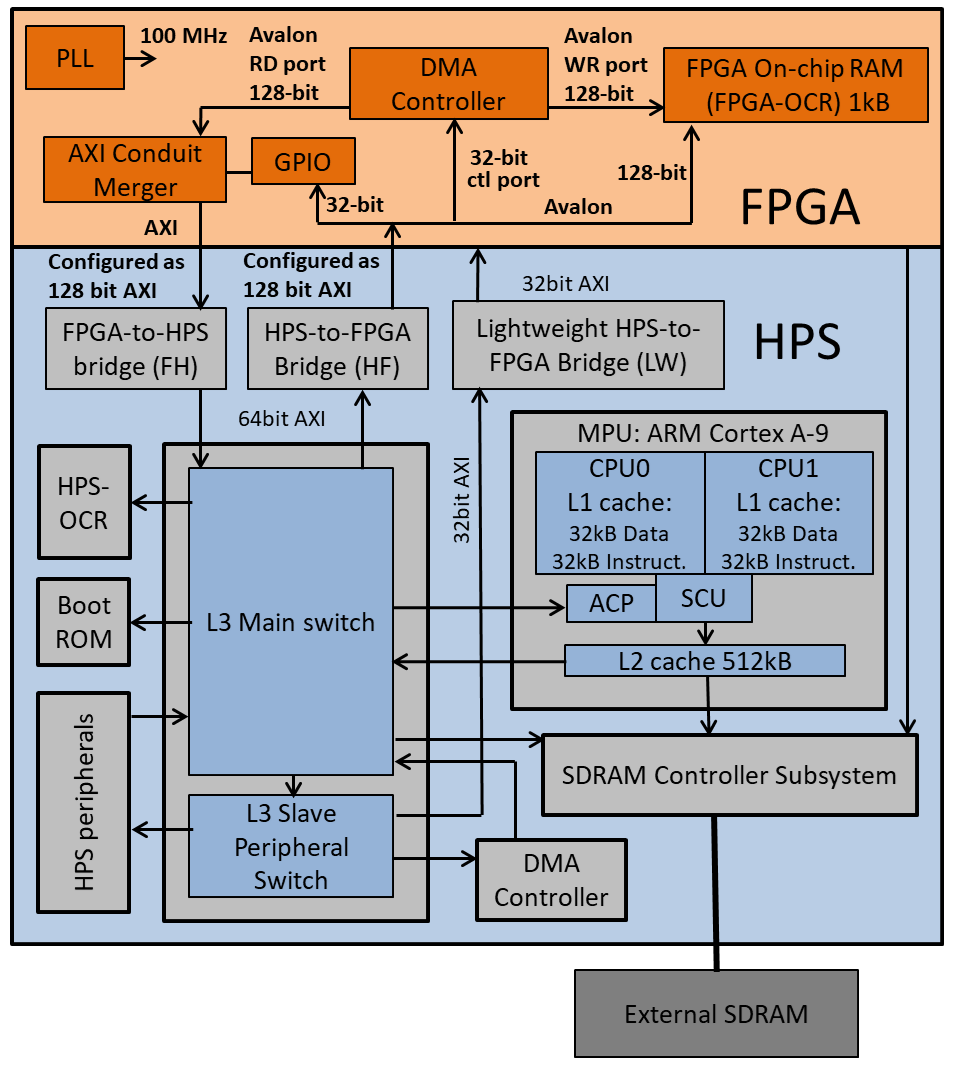 PLL
100 MHz
Avalon
RD port
128-bit
DMA
Controller
Avalon
WR port
128-bit
FPGA On-chip RAM
(FPGA-OCR) 1kB
AXI Conduit
Merger
GPIO
32-bit
ctl port
128-bit
32-bit
Avalon
FPGA
AXI
Configured as
128 bit AXI
Configured as
128 bit AXI
32bit AXI
FPGA-to-HPS
bridge (FH)
HPS-to-FPGA
Bridge (HF)
Lightweight HPS-to-
FPGA Bridge (LW)
HPS
64bit AXI
32bit AXI
MPU: ARM Cortex A-9
CPU0
L1 cache:
32kB Data
32kB Instruct.
CPU1
L1 cache:
32kB Data
32kB Instruct.
HPS-
OCR
ACP
SCU
Boot
ROM
L3 Main switch
L2 cache 512kB
HPS peripherals
SDRAM Controller Subsystem
L3 Slave
Peripheral
Switch
DMA
Controller
External SDRAM